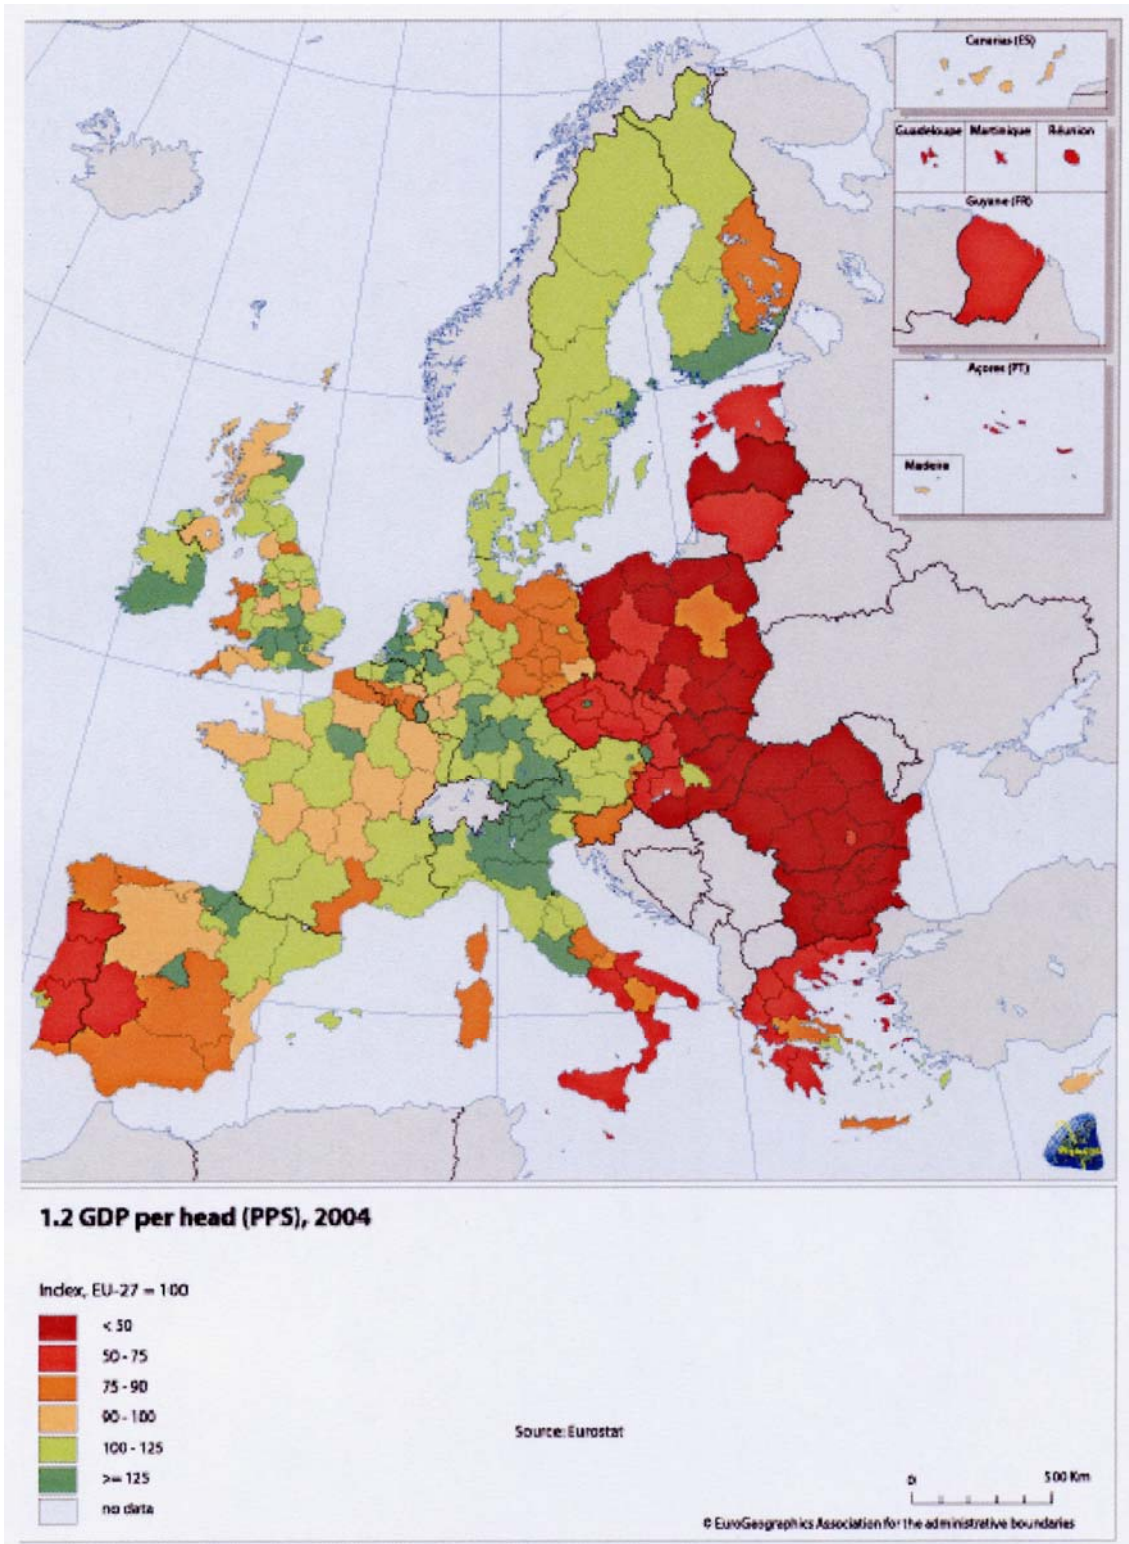 Canarias (ES)
Guadeloupe Martinique Réunion
Guyane (FR)
Açores (PT)
Madeira
1.2 GDP per head (PPS), 2004
Index, EU-27 = 100
< 50
50 - 75
75 - 90
90 - 100
100 - 125
>= 125
no data
Source: Eurostat
0 500 Km
© EuroGeographics Association for the administrative boundaries